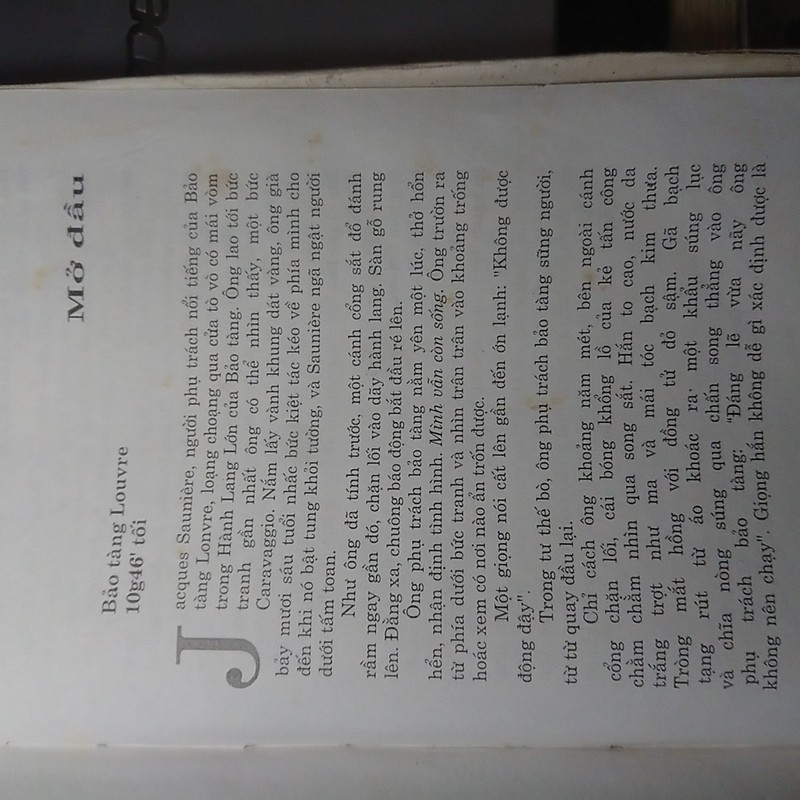 Mở đầu
Bảo tàng Louvre
10g46' tối
Jacques Saunière, người phụ trách nổi tiếng của Bảo
tàng Lonvre, loạng choạng qua cửa tò vò có mái vòm
trong Hành Lang Lớn của Bảo tàng. Ông lao tới bức
tranh gần nhất ông có thể nhìn thấy, một bức
Caravaggio. Nắm lấy vành khung dát vàng, ông già
bảy mươi sáu tuổi nhấc bức kiệt tác kéo về phía mình cho
đến khi nó bật tung khỏi tường, và Saunière ngã ngật người
dưới tấm toan.
Như ông đã tính trước, một cánh cổng sát đổ đánh
rầm ngay gần đó, chặn lối vào dãy hành lang. Sàn gỗ rung
lên. Đằng xa, chuông báo động bắt đầu ré lên.
Ông phụ trách bảo tàng nằm yên một lúc, thở hổn
hển, nhận định tình hình. Mình vẫn còn sống. Ông trườn ra
từ phía dưới bức tranh và nhìn trân trân vào khoảng trống
hoác xem có nơi nào ẩn trốn được.
Một giọng nói cất lên gần đến ớn lạnh: "Không được
động đậy".
Trong tư thế bò, ông phụ trách bảo tàng sững người,
từ từ quay đầu lại.
Chỉ cách ông khoảng năm mét, bên ngoài cánh
cổng chặn lối, cái bóng khổng lồ của kẻ tấn công
chằm chằm nhìn qua song sắt. Hắn to cao, nước da
trắng trợt như ma và mái tóc bạch kim thưa.
Tròng mắt hồng với đồng tử đỏ sậm. Gã bạch
tạng rút từ áo khoác ra một khẩu súng lục
và chĩa nòng súng qua chấn song thẳng vào ông
phụ trách bảo tàng; "Đáng lẽ vừa nãy ông
không nên chạy". Giọng hắn không dễ gì xác định được là